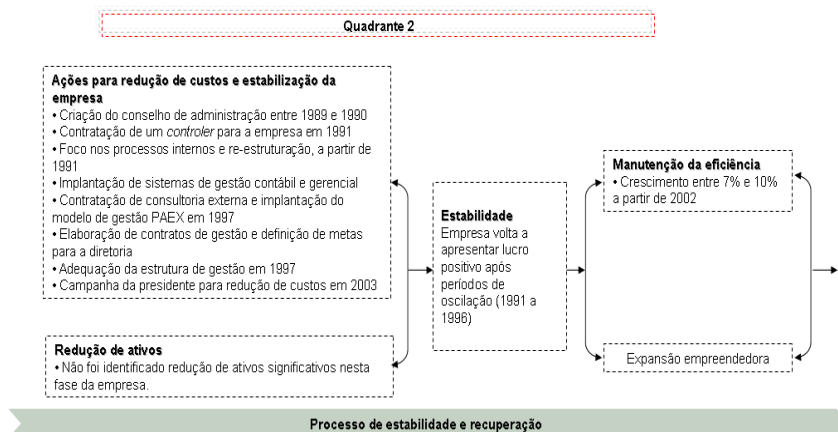 Quadrante 2
Ações para redução de custos e estabilização da
empresa
• Criação do conselho de administração entre 1989 e 1990
• Contratação de um controler para a empresa em 1991
• Foco nos processos internos e re-estruturação, a partir de
1991
• Implantação de sistemas de gestão contábil e gerencial
• Contratação de consultoria externa e implantação do
modelo de gestão PAEX em 1997
• Elaboração de contratos de gestão e definição de metas
para a diretoria
• Adequação da estrutura de gestão em 1997
• Campanha da presidente para redução de custos em 2003
Redução de ativos
• Não foi identificado redução de ativos significativos nesta
fase da empresa.
Estabilidade
Empresa volta a
apresentar lucro
positivo após
períodos de
oscilação (1991 a
1996)
Manutenção da eficiência
• Crescimento entre 7% e 10%
a partir de 2002
Expansão empreendedora
Processo de estabilidade e recuperação